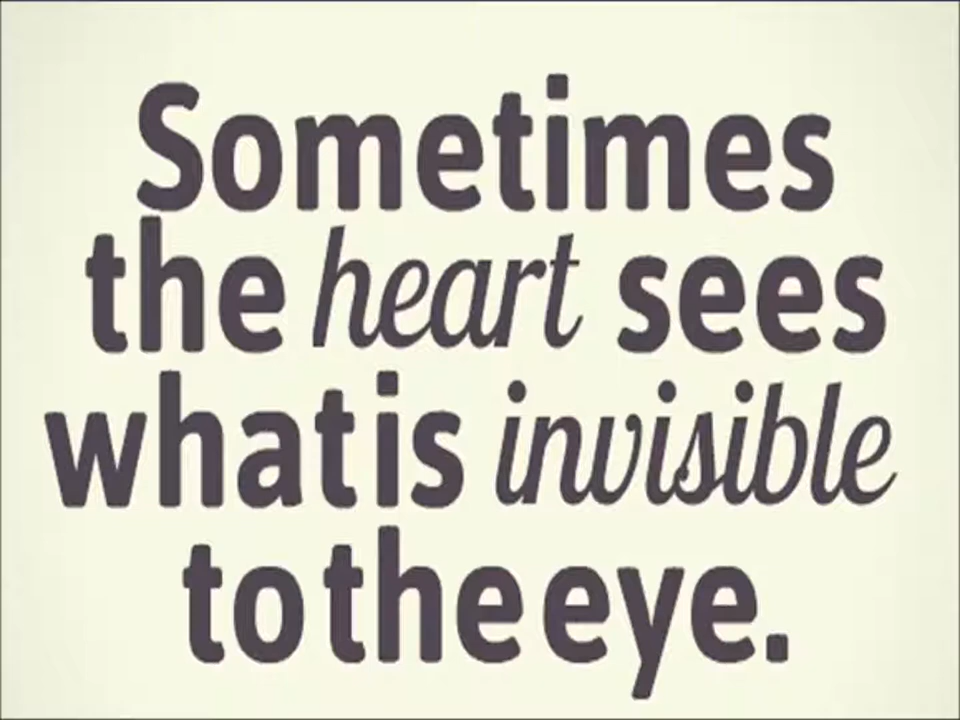 Sometimes
the heart sees
what is invisible
to the eye.